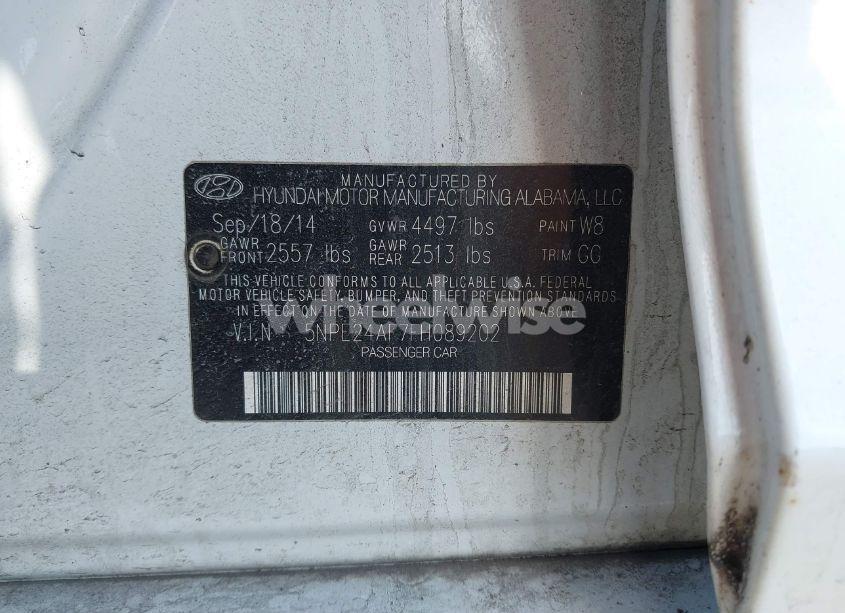 MANUFACTURED BY
HYUNDAI MOTOR MANUFACTURING ALABAMA, LLC
Sep/18/14 GVWR 4497 lbs PAINT W8
GAWR FRONT 2557 lbs GAWR REAR 2513 lbs TRIM GG
THIS VEHICLE CONFORMS TO ALL APPLICABLE U.S.A. FEDERAL
MOTOR VEHICLE SAFETY, BUMPER, AND THEFT PREVENTION STANDARDS
IN EFFECT ON THE DATE OF MANUFACTURE SHOWN ABOVE.
wheelwise
V.I.N
PASSENGER CAR